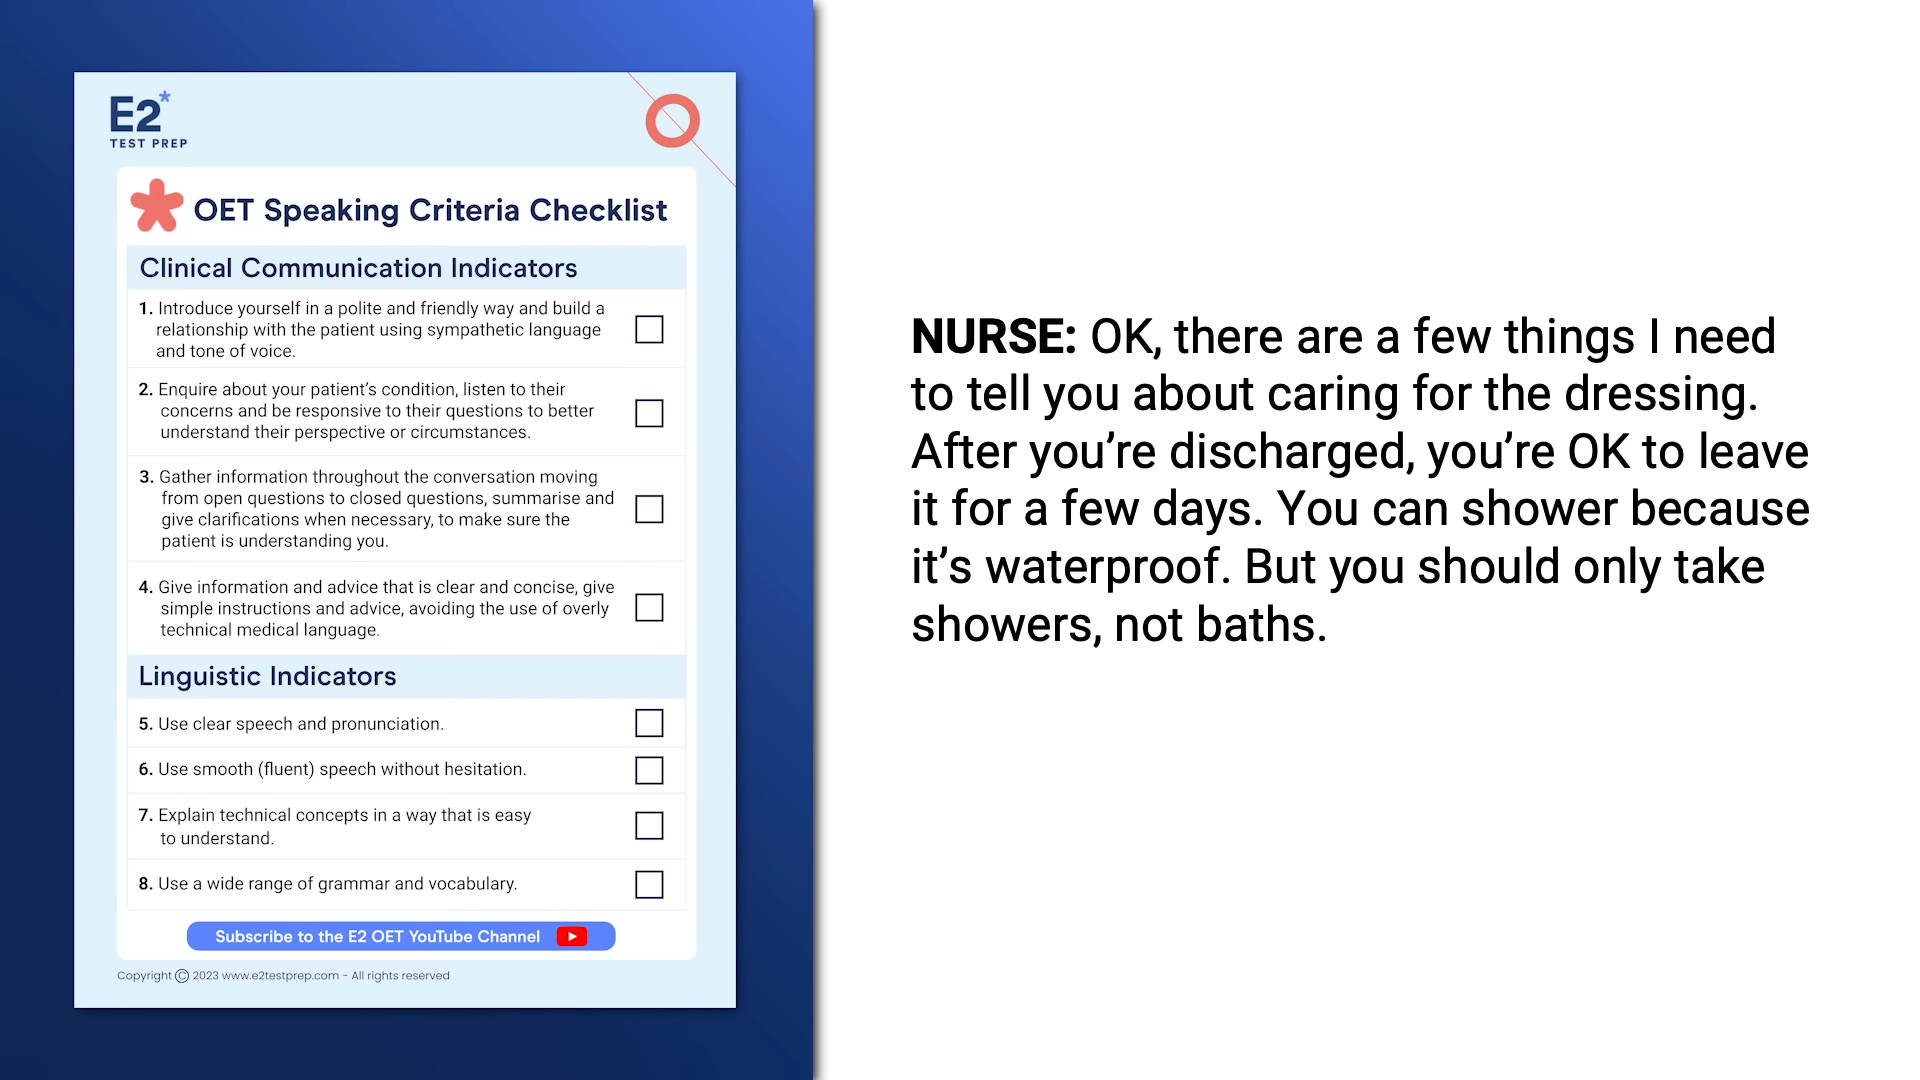 E2*
TEST PREP
OET Speaking Criteria Checklist
Clinical Communication Indicators
1. Introduce yourself in a polite and friendly way and build a
relationship with the patient using sympathetic language
and tone of voice.
2. Enquire about your patient’s condition, listen to their
concerns and be responsive to their questions to better
understand their perspective or circumstances.
3. Gather information throughout the conversation moving
from open questions to closed questions, summarise and
give clarifications when necessary, to make sure the
patient is understanding you.
4. Give information and advice that is clear and concise, give
simple instructions and advice, avoiding the use of overly
technical medical language.
Linguistic Indicators
5. Use clear speech and pronunciation.
6. Use smooth (fluent) speech without hesitation.
7. Explain technical concepts in a way that is easy
to understand.
8. Use a wide range of grammar and vocabulary.
Subscribe to the E2 OET YouTube Channel
Copyright © 2023 www.e2testprep.com - All rights reserved
NURSE: OK, there are a few things I need
to tell you about caring for the dressing.
After you’re discharged, you’re OK to leave
it for a few days. You can shower because
it’s waterproof. But you should only take
showers, not baths.